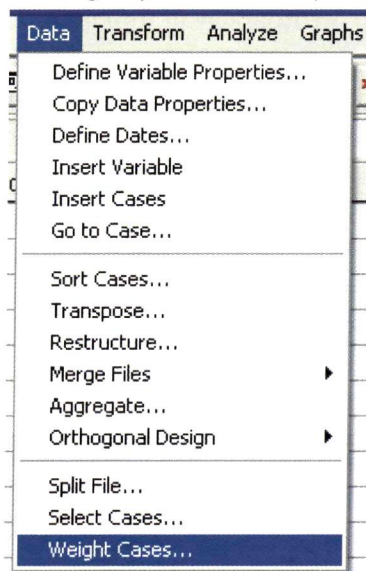 Data Transform Analyze Graphs
Define Variable Properties...
Copy Data Properties...
Define Dates...
Insert Variable
Insert Cases
Go to Case...
Sort Cases...
Transpose...
Restructure...
Merge Files
Aggregate...
Orthogonal Design
Split File...
Select Cases...
Weight Cases...